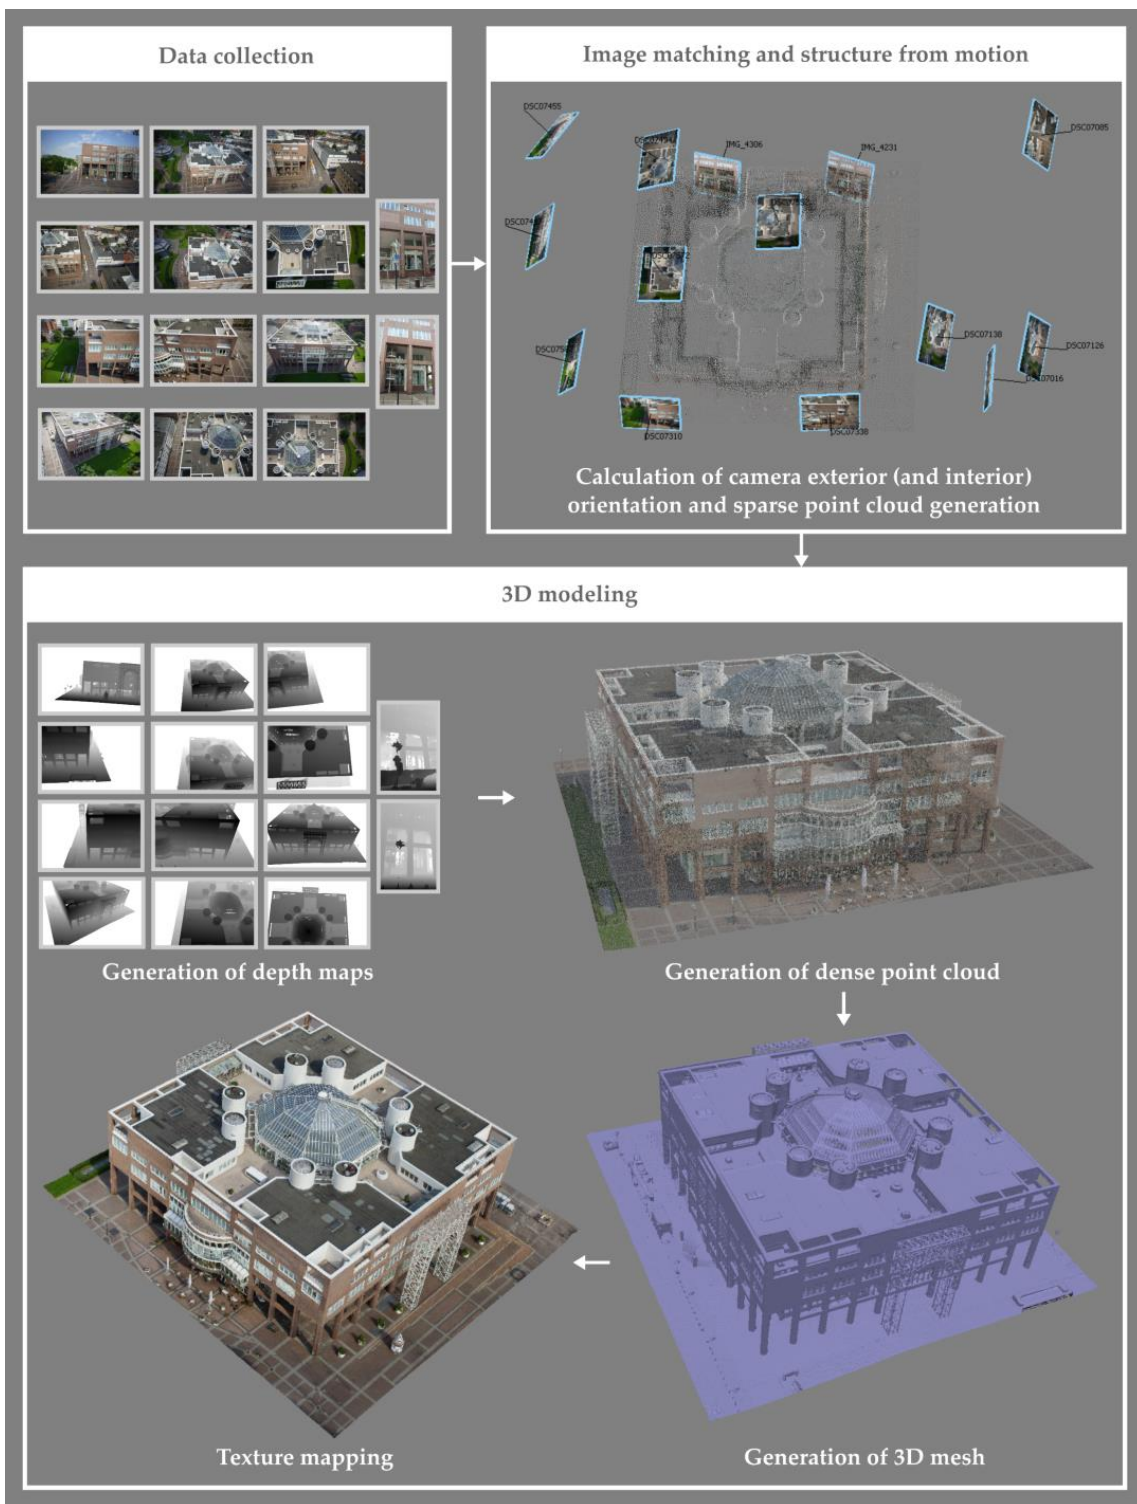 Data collection
Image matching and structure from motion
DSC07455
DSC07085
IMG_4306
IMG_4231
DSC07138
DSC07126
DSC07016
DSC07310
DSC07338
Calculation of camera exterior (and interior)
orientation and sparse point cloud generation
3D modeling
Generation of depth maps
Generation of dense point cloud
Texture mapping
Generation of 3D mesh